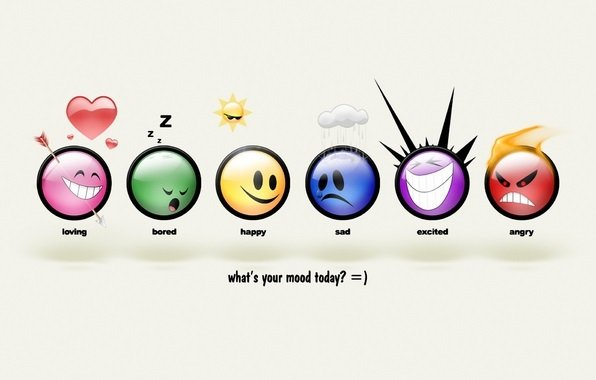 z z Z
loving bored happy sad excited angry
what's your mood today? =)